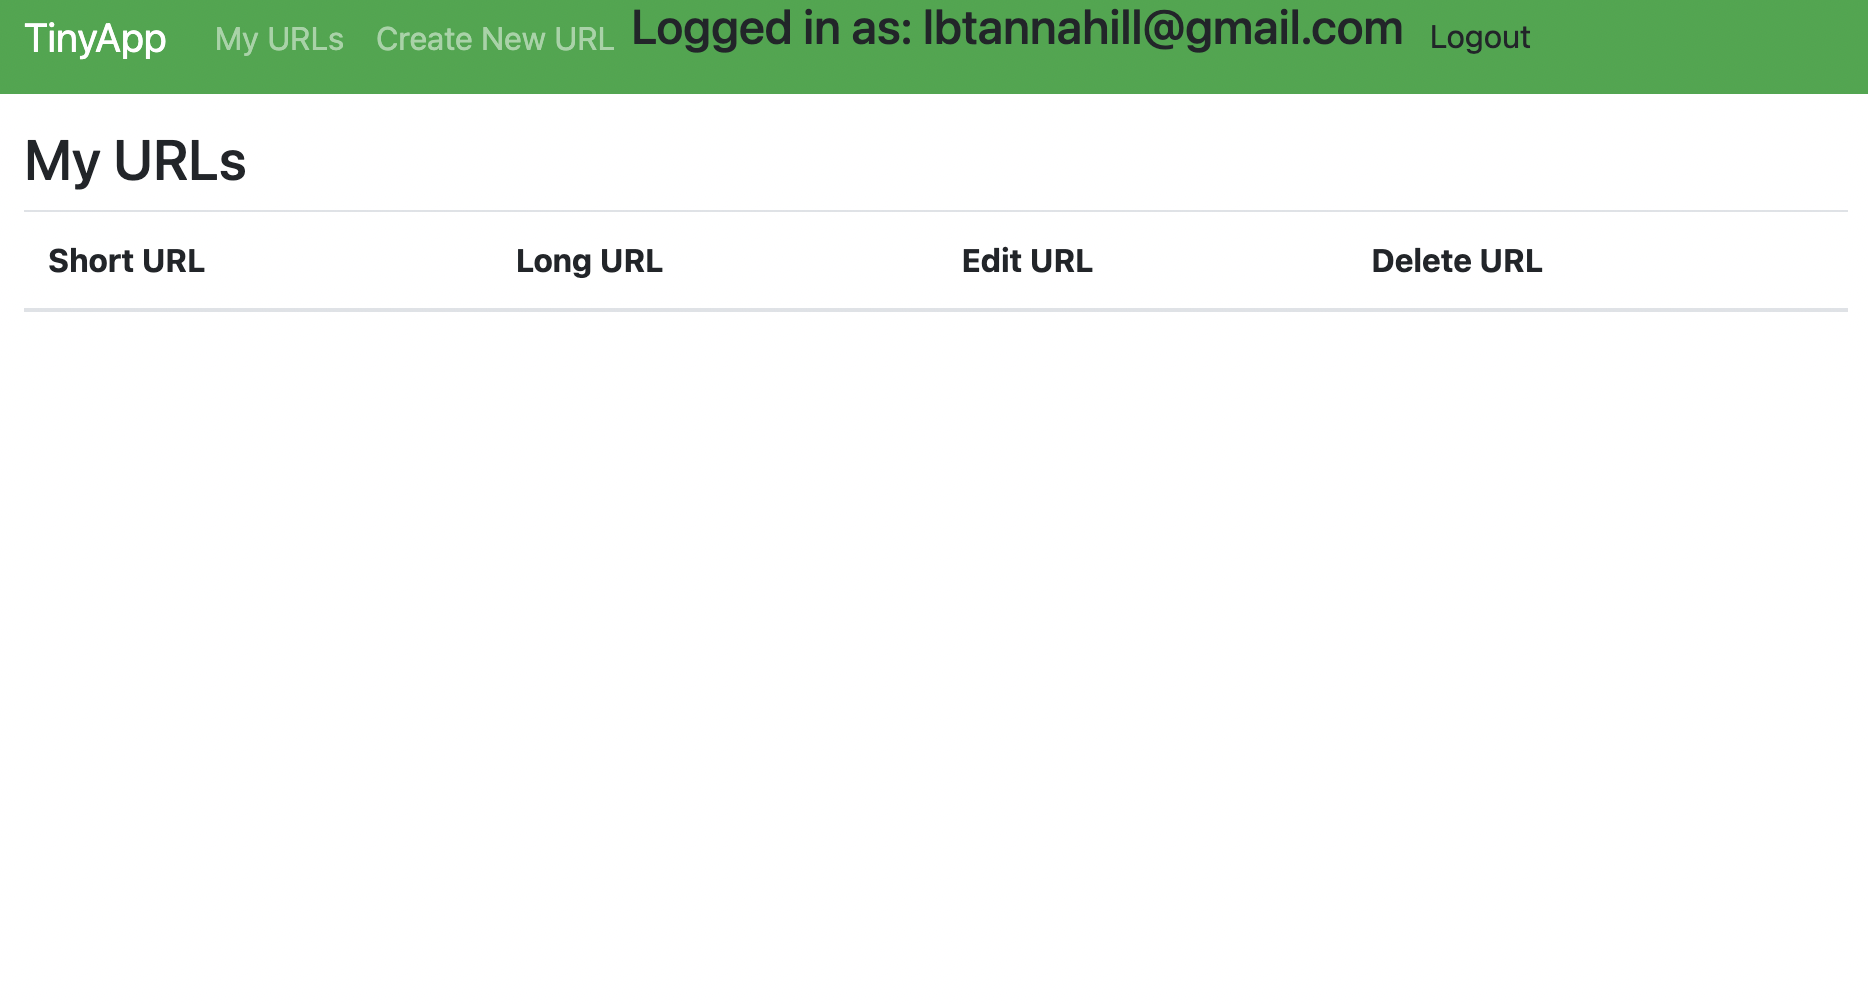 TinyApp My URLs Create New URL Logged in as: lbtannahill@gmail.com Logout
My URLs
Short URL Long URL Edit URL Delete URL